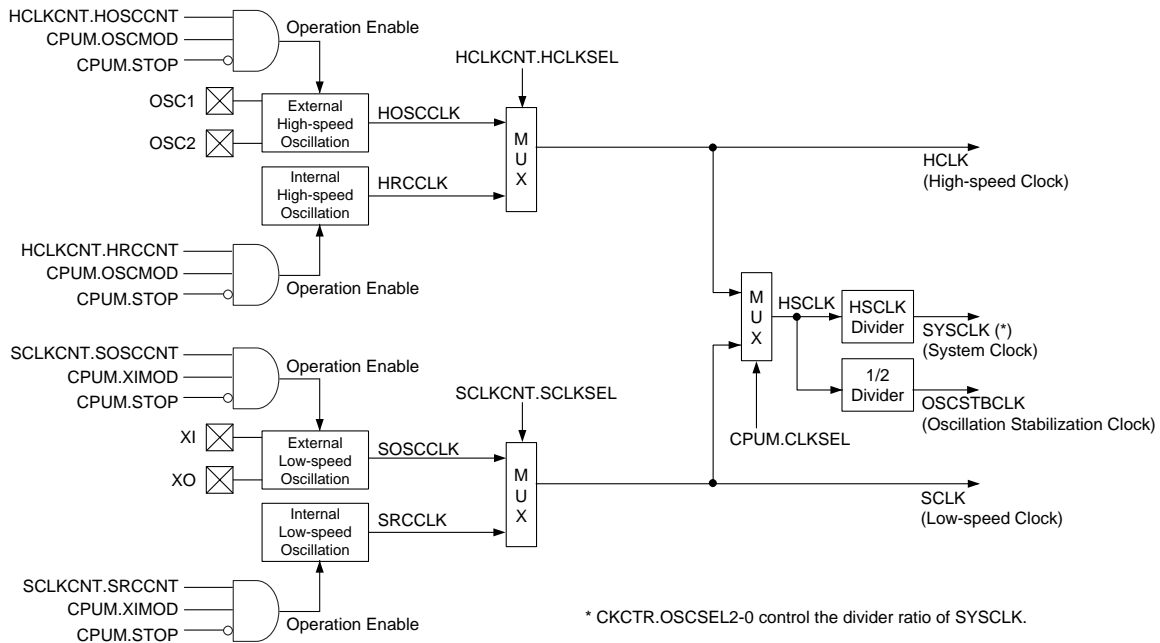 HCLKCNT.HOSCCNT
CPUM.OSCMOD
CPUM.STOP
Operation Enable
OSC1
OSC2
External
High-speed
Oscillation
HOSCCLK
HCLKCNT.HCLKSEL
M
U
X
HCLK
(High-speed Clock)
Internal
High-speed
Oscillation
HRCCLK
HCLKCNT.HRCCNT
CPUM.OSCMOD
CPUM.STOP
Operation Enable
M
U
X
HSCLK
HSCLK
Divider
SYSCLK (*)
(System Clock)
1/2
Divider
OSCSTBCLK
(Oscillation Stabilization Clock)
CPUM.CLKSEL
SCLKCNT.SOSCCNT
CPUM.XIMOD
CPUM.STOP
Operation Enable
XI
XO
External
Low-speed
Oscillation
SOSCCLK
SCLKCNT.SCLKSEL
M
U
X
SCLK
(Low-speed Clock)
Internal
Low-speed
Oscillation
SRCCLK
SCLKCNT.SRCCNT
CPUM.XIMOD
CPUM.STOP
Operation Enable
* CKCTR.OSCSEL2-0 control the divider ratio of SYSCLK.